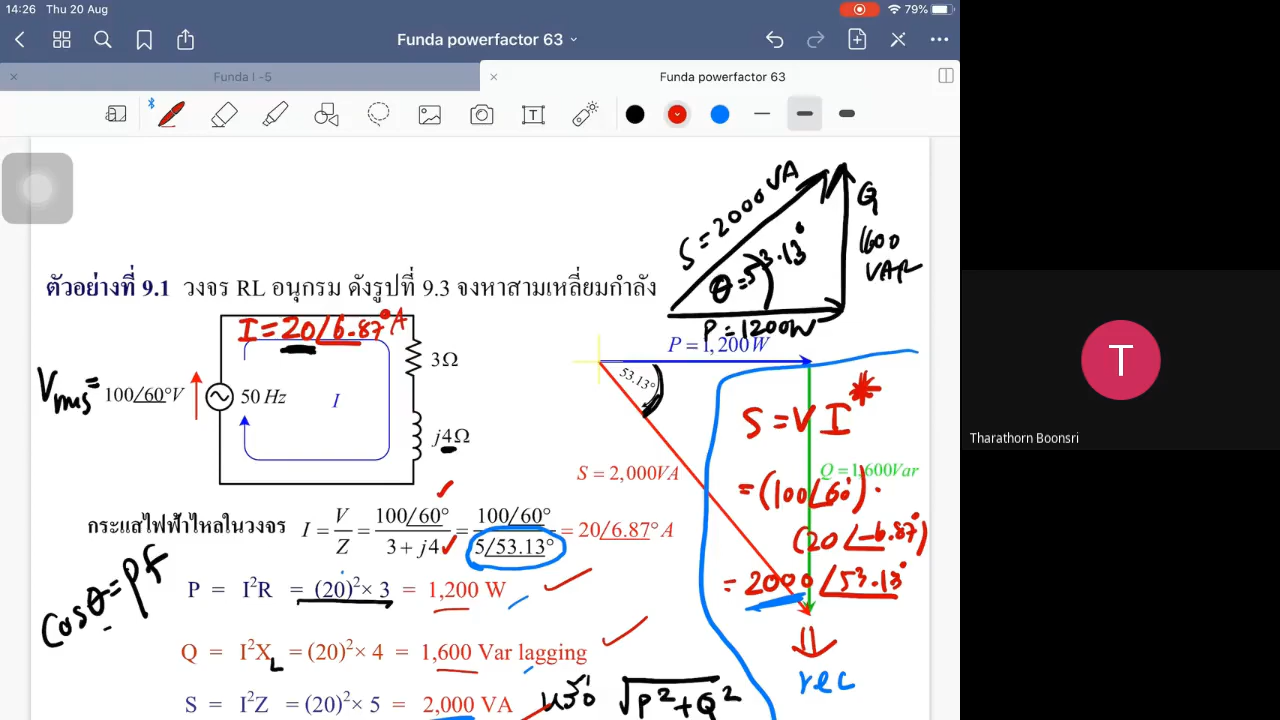 14:26 Thu 20 Aug
79%
Funda powerfactor 63
Funda I -5
Funda powerfactor 63
S = 2000 VA
Q
1600
VAR
θ = 53.13°
P = 1200W
ตัวอย่างที่ 9.1 วงจร RL อนุกรม ดังรูปที่ 9.3 จงหาสามเหลี่ยมกำลัง
I = 20/6.87° A
P = 1,200W
3Ω
53.13°
Vrms =
100/60°V
50 Hz
I
j4Ω
S = V I*
S = 2,000VA
Q = 1,600Var
= (100∠60°) ·
(20∠-6.87°)
= 2000 /53.13°
rec
กระแสไฟฟ้าไหลในวงจร I = V/Z = 100/60° / 3 + j4 = 100/60° / 5/53.13° = 20/6.87° A
cosθ = pf
P = I²R = (20)² × 3 = 1,200 W
Q = I²XL = (20)² × 4 = 1,600 Var lagging
S = I²Z = (20)² × 5 = 2,000 VA
หรือ √P² + Q²
T
Tharathorn Boonsri